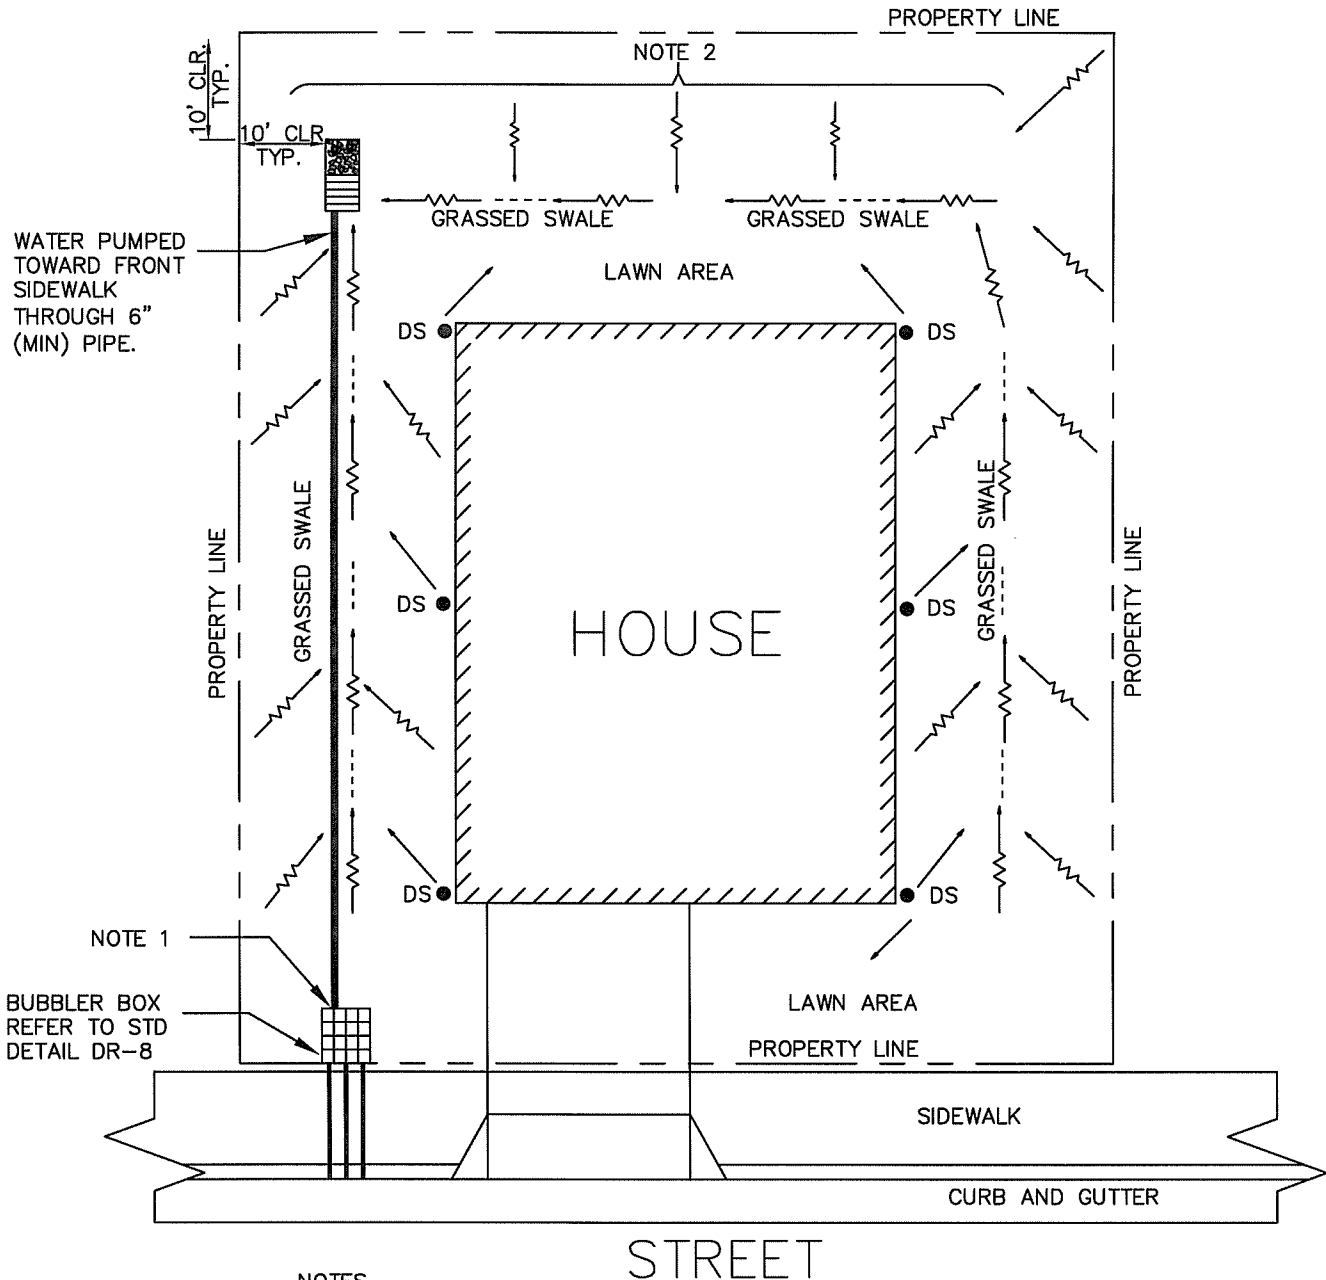 PROPERTY LINE
NOTE 2
10' CLR.
TYP.
10' CLR
TYP.
GRASSED SWALE
GRASSED SWALE
WATER PUMPED
TOWARD FRONT
SIDEWALK
THROUGH 6"
(MIN) PIPE.
LAWN AREA
DS
DS
PROPERTY LINE
GRASSED SWALE
DS
HOUSE
DS
GRASSED SWALE
PROPERTY LINE
DS
DS
NOTE 1
BUBBLER BOX
REFER TO STD
DETAIL DR-8
LAWN AREA
PROPERTY LINE
SIDEWALK
CURB AND GUTTER
STREET
NOTES